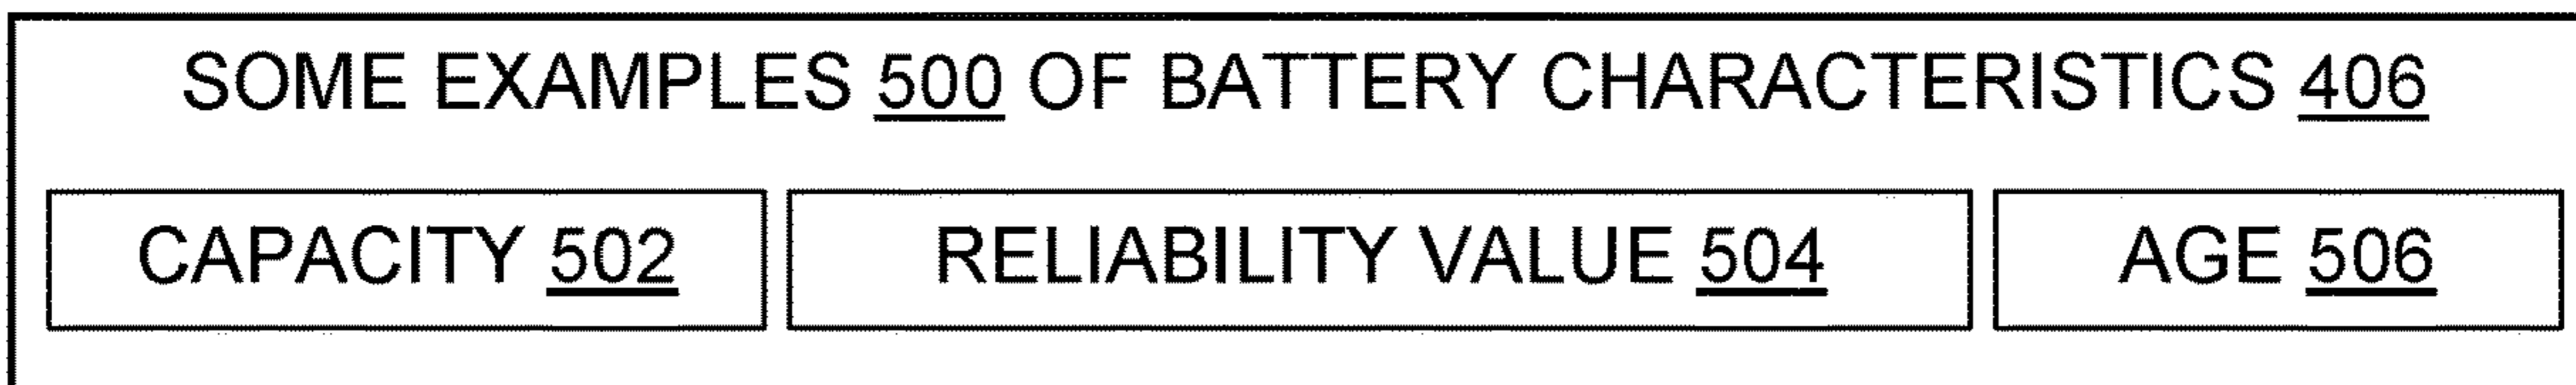 SOME EXAMPLES 500 OF BATTERY CHARACTERISTICS 406
CAPACITY 502 RELIABILITY VALUE 504 AGE 506